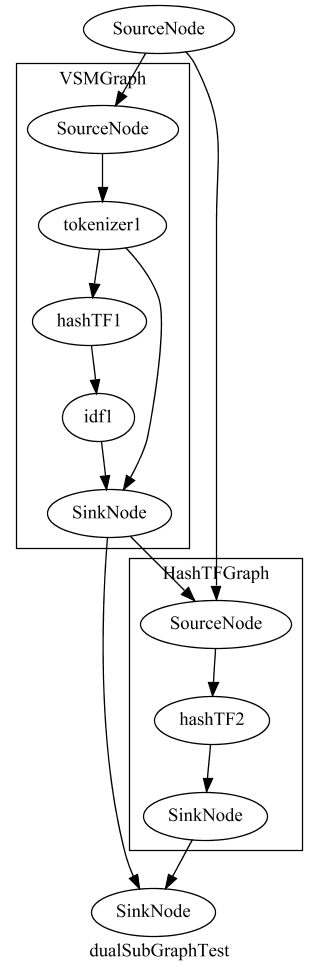 SourceNode
VSMGraph
SourceNode
tokenizer1
hashTF1
idf1
SinkNode
HashTFGraph
SourceNode
hashTF2
SinkNode
SinkNode
dualSubGraphTest